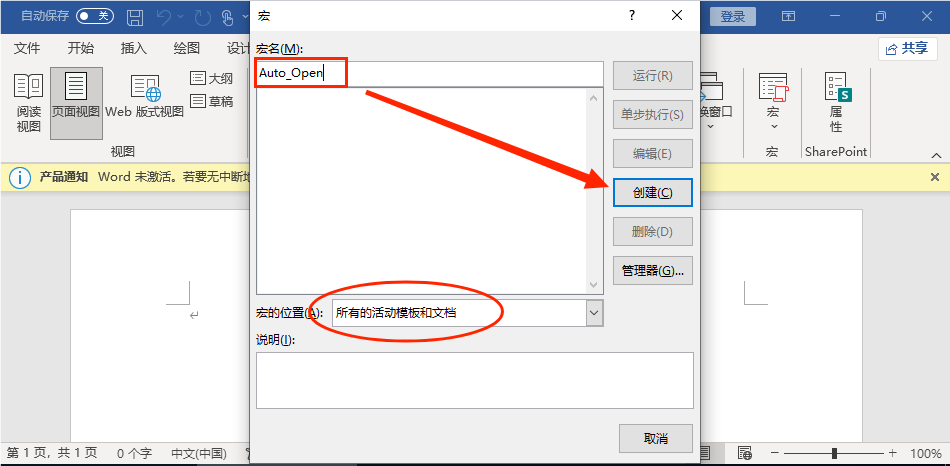 自动保存 关
宏
登录
文件 开始 插入 绘图 设计
共享
宏名(M):
Auto_Open
阅读视图
页面视图
Web 版式视图
大纲
草稿
视图
运行(R)
单步执行(S)
编辑(E)
创建(C)
删除(D)
管理器(G)...
换窗口
宏
宏
属性
SharePoint
产品通知 Word 未激活。若要无中断地
宏的位置(A): 所有的活动模板和文档
说明(I):
取消
第 1 页，共 1 页 0 个字 中文(中国)
100%